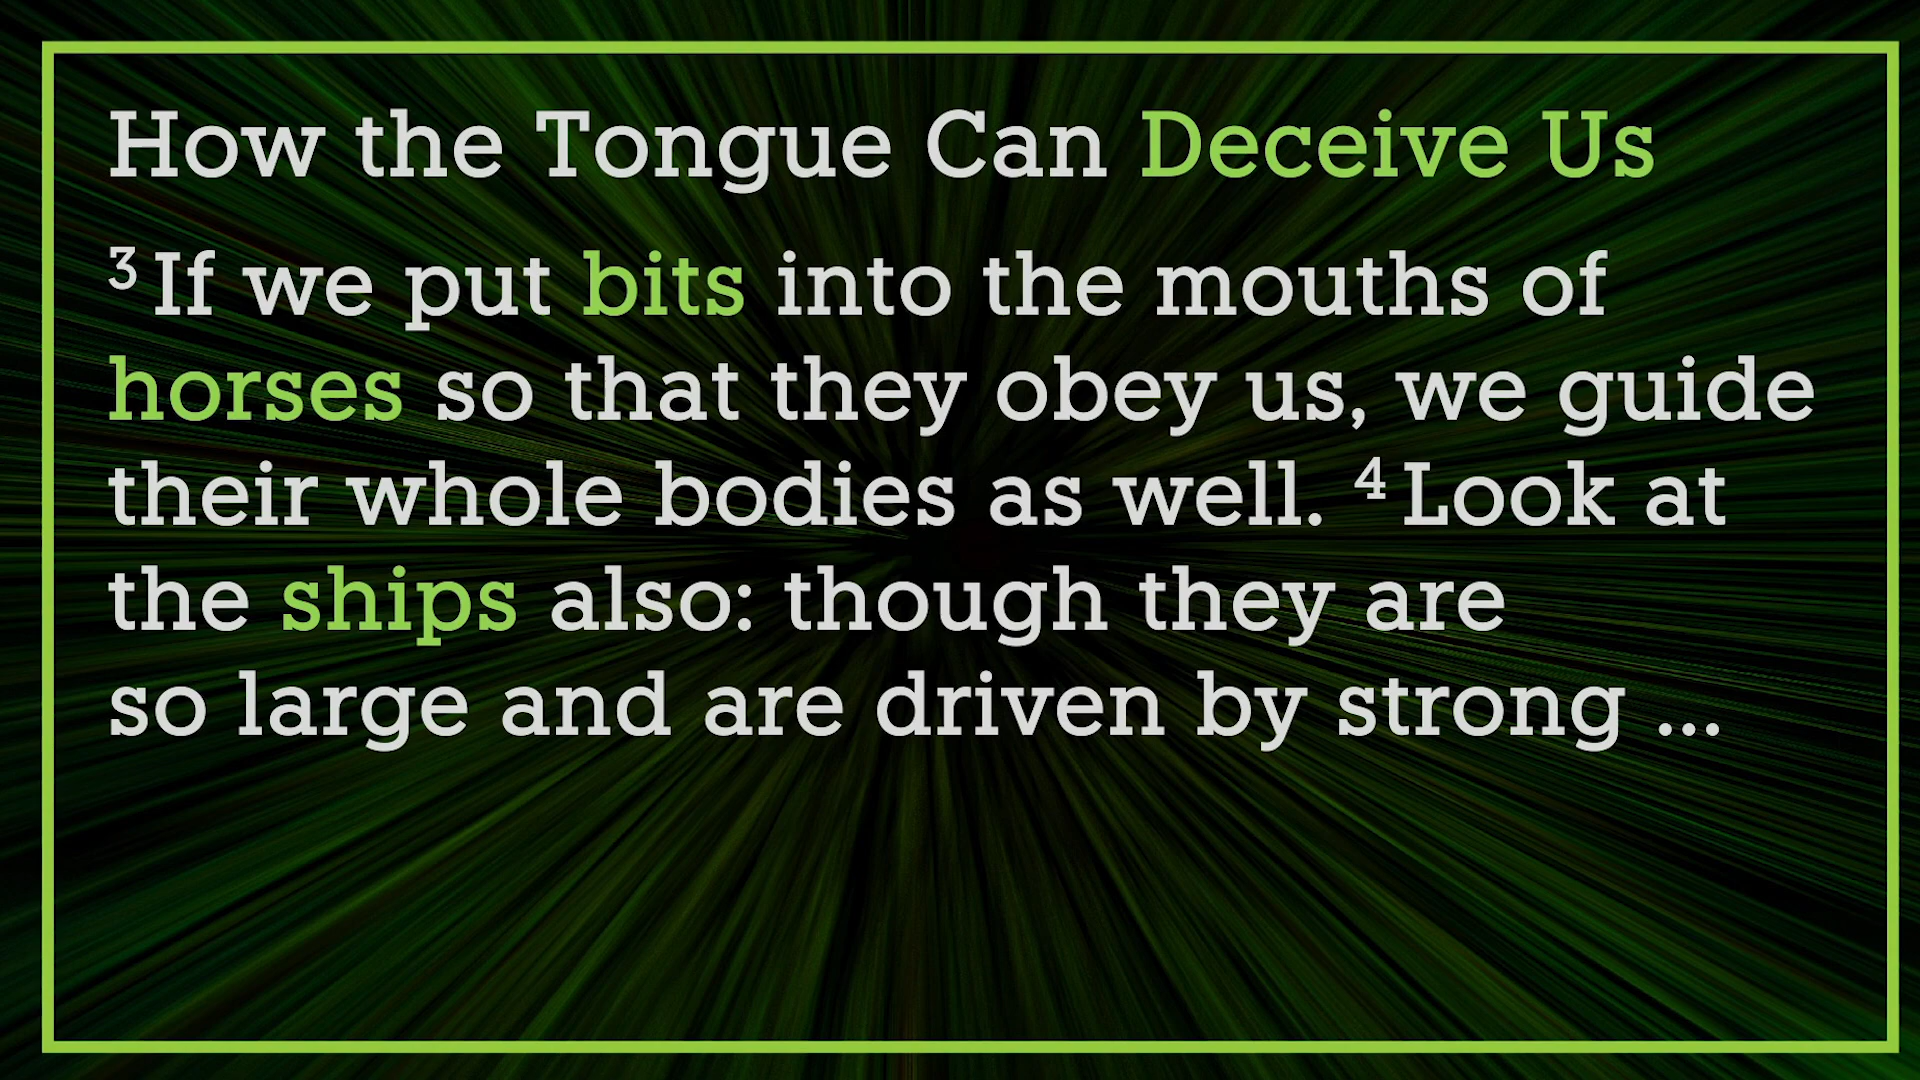 How the Tongue Can Deceive Us
3 If we put bits into the mouths of
horses so that they obey us, we guide
their whole bodies as well. 4 Look at
the ships also: though they are
so large and are driven by strong ...